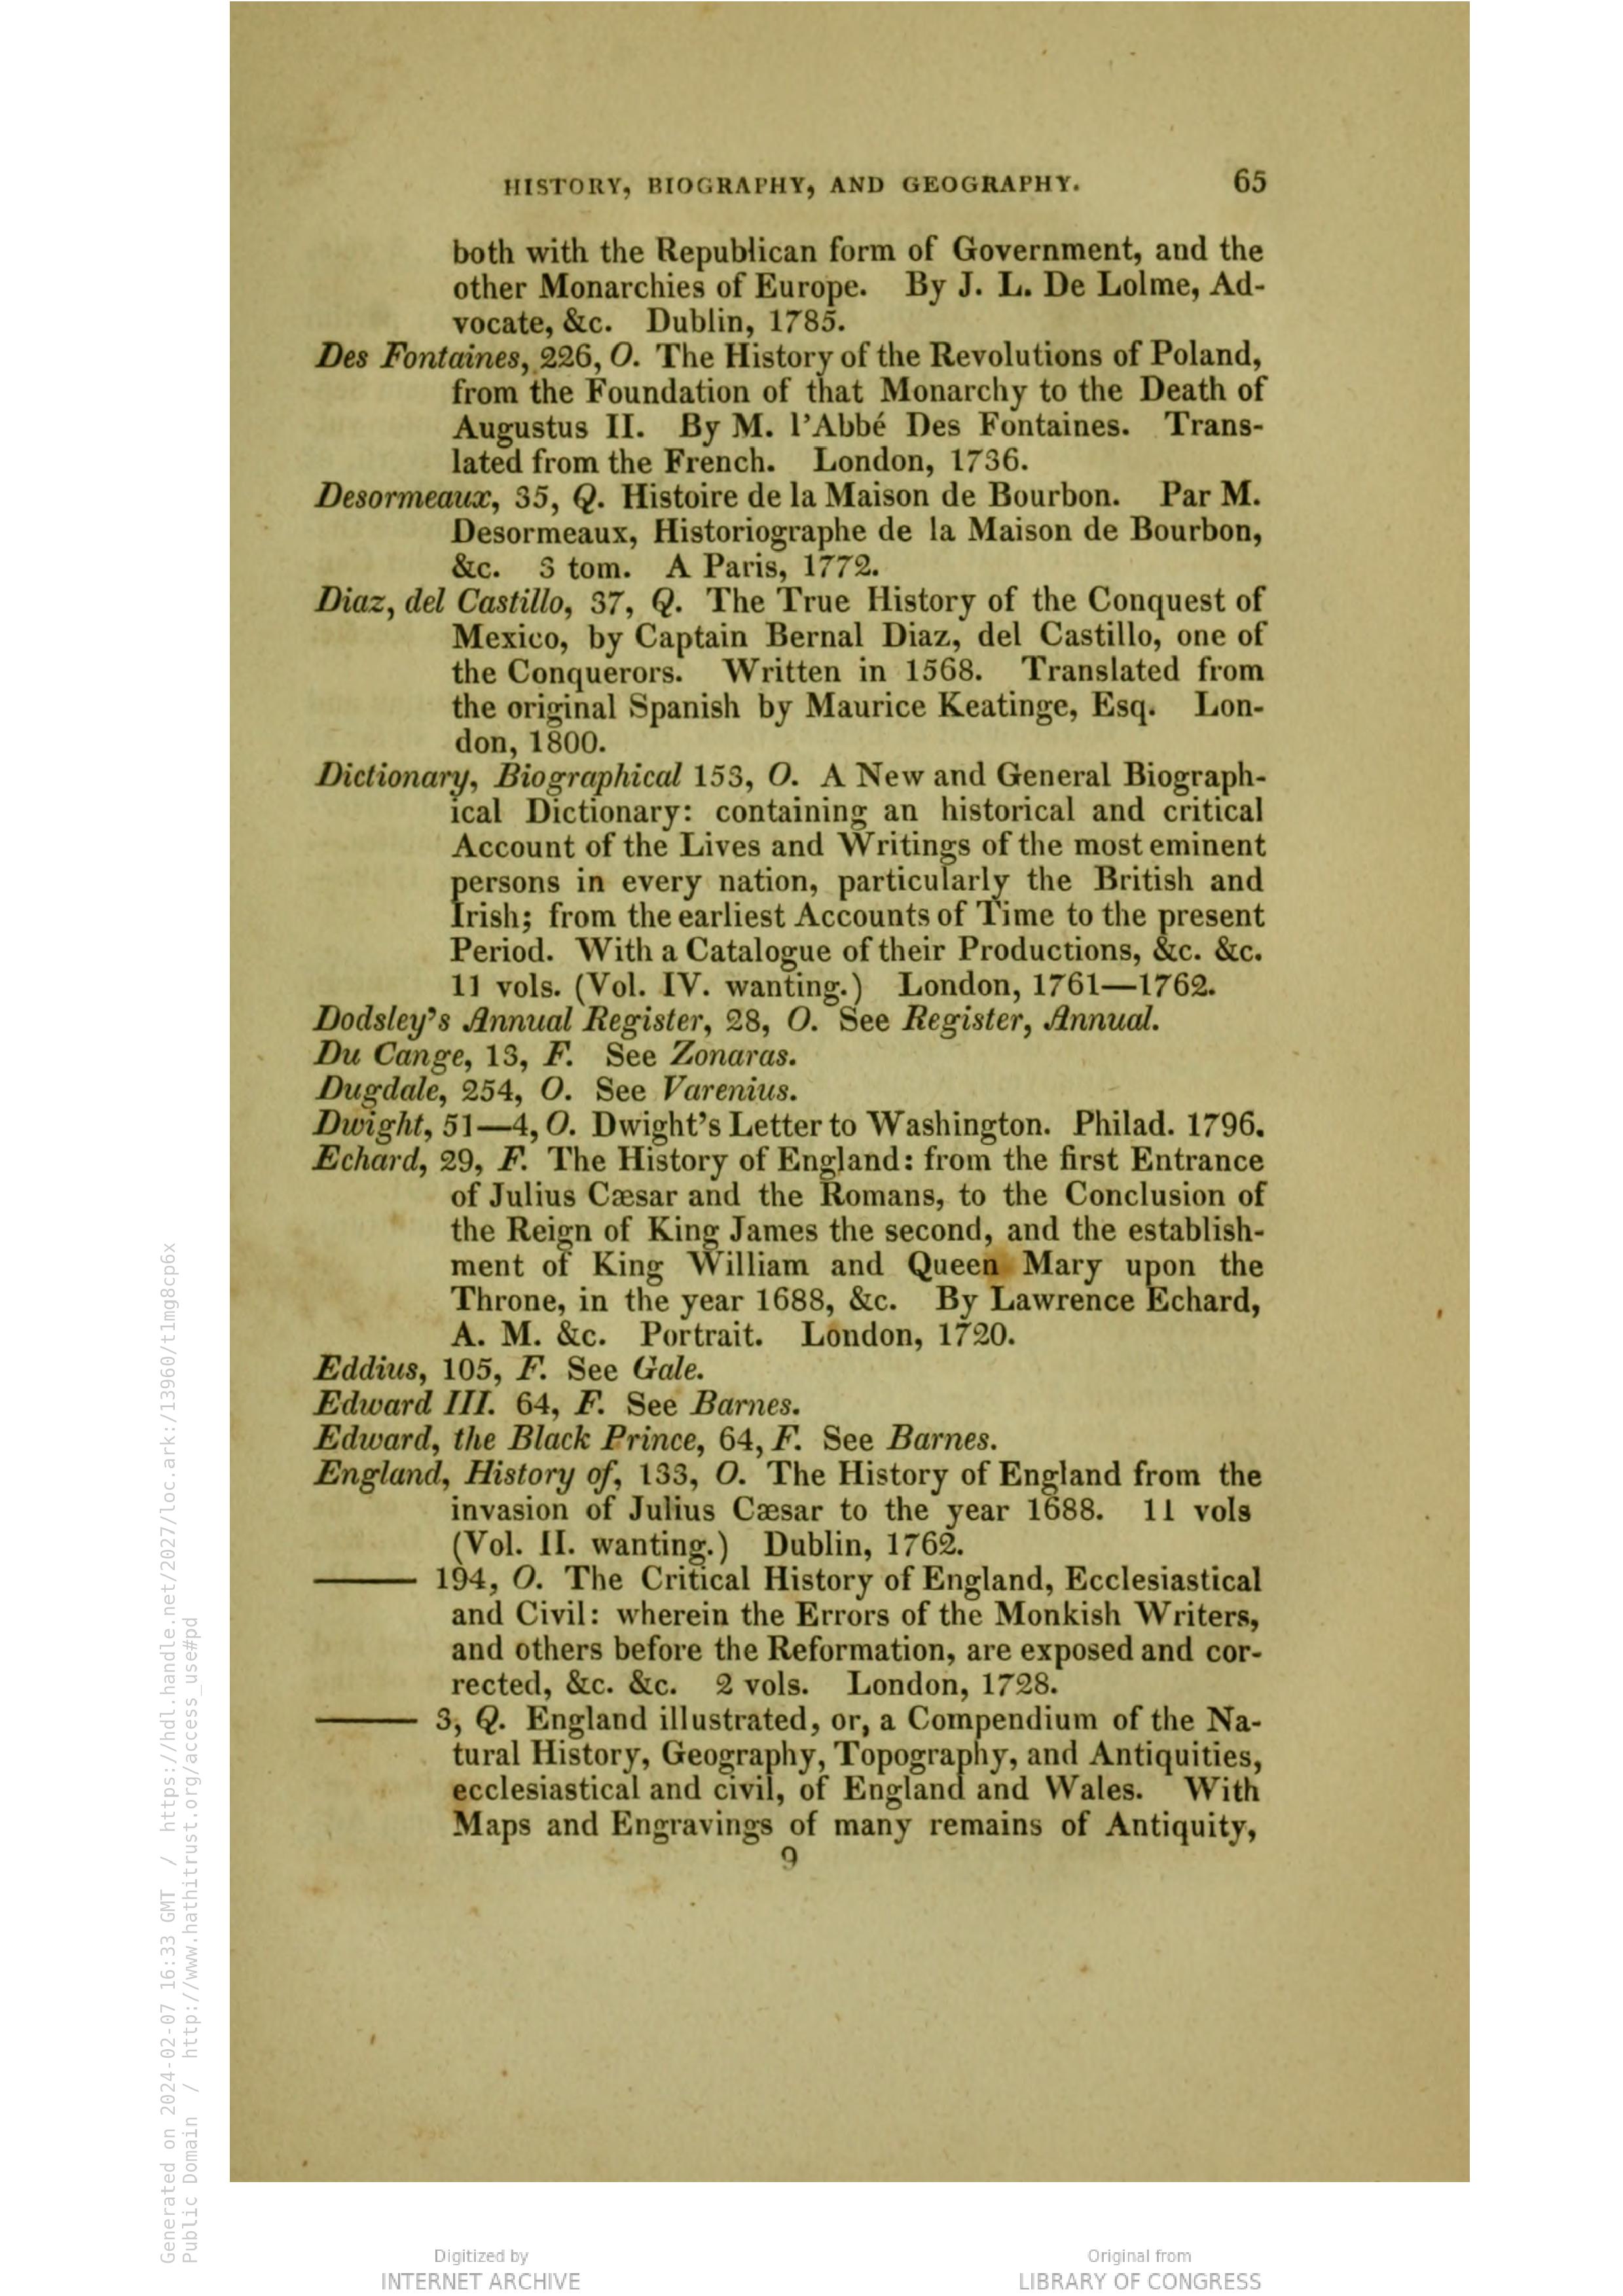 HISTORY, BIOGRAPHY, AND GEOGRAPHY. 65
both with the Republican form of Government, and the
other Monarchies of Europe. By J. L. De Lolme, Ad-
vocate, &c. Dublin, 1785.
Des Fontaines, 226, O. The History of the Revolutions of Poland,
from the Foundation of that Monarchy to the Death of
Augustus II. By M. l'Abbé Des Fontaines. Trans-
lated from the French. London, 1736.
Desormeaux, 35, Q. Histoire de la Maison de Bourbon. Par M.
Desormeaux, Historiographe de la Maison de Bourbon,
&c. 3 tom. A Paris, 1772.
Diaz, del Castillo, 37, Q. The True History of the Conquest of
Mexico, by Captain Bernal Diaz, del Castillo, one of
the Conquerors. Written in 1568. Translated from
the original Spanish by Maurice Keatinge, Esq. Lon-
don, 1800.
Dictionary, Biographical 153, O. A New and General Biograph-
ical Dictionary: containing an historical and critical
Account of the Lives and Writings of the most eminent
persons in every nation, particularly the British and
Irish; from the earliest Accounts of Time to the present
Period. With a Catalogue of their Productions, &c. &c.
11 vols. (Vol. IV. wanting.) London, 1761—1762.
Dodsley's Annual Register, 28, O. See Register, Annual.
Du Cange, 13, F. See Zonaras.
Dugdale, 254, O. See Varenius.
Dwight, 51—4, O. Dwight's Letter to Washington. Philad. 1796.
Echard, 29, F. The History of England: from the first Entrance
of Julius Cæsar and the Romans, to the Conclusion of
the Reign of King James the second, and the establish-
ment of King William and Queen Mary upon the
Throne, in the year 1688, &c. By Lawrence Echard,
A. M. &c. Portrait. London, 1720.
Eddius, 105, F. See Gale.
Edward III. 64, F. See Barnes.
Edward, the Black Prince, 64, F. See Barnes.
England, History of, 133, O. The History of England from the
invasion of Julius Cæsar to the year 1688. 11 vols
(Vol. II. wanting.) Dublin, 1762.
——— 194, O. The Critical History of England, Ecclesiastical
and Civil: wherein the Errors of the Monkish Writers,
and others before the Reformation, are exposed and cor-
rected, &c. &c. 2 vols. London, 1728.
——— 3, Q. England illustrated, or, a Compendium of the Na-
tural History, Geography, Topography, and Antiquities,
ecclesiastical and civil, of England and Wales. With
Maps and Engravings of many remains of Antiquity,
9
Generated on 2024-02-07 16:33 GMT / https://hdl.handle.net/2027/loc.ark:/13960/t1mg8cp6x
Public Domain / http://www.hathitrust.org/access_use#pd
Digitized by
INTERNET ARCHIVE
Original from
LIBRARY OF CONGRESS